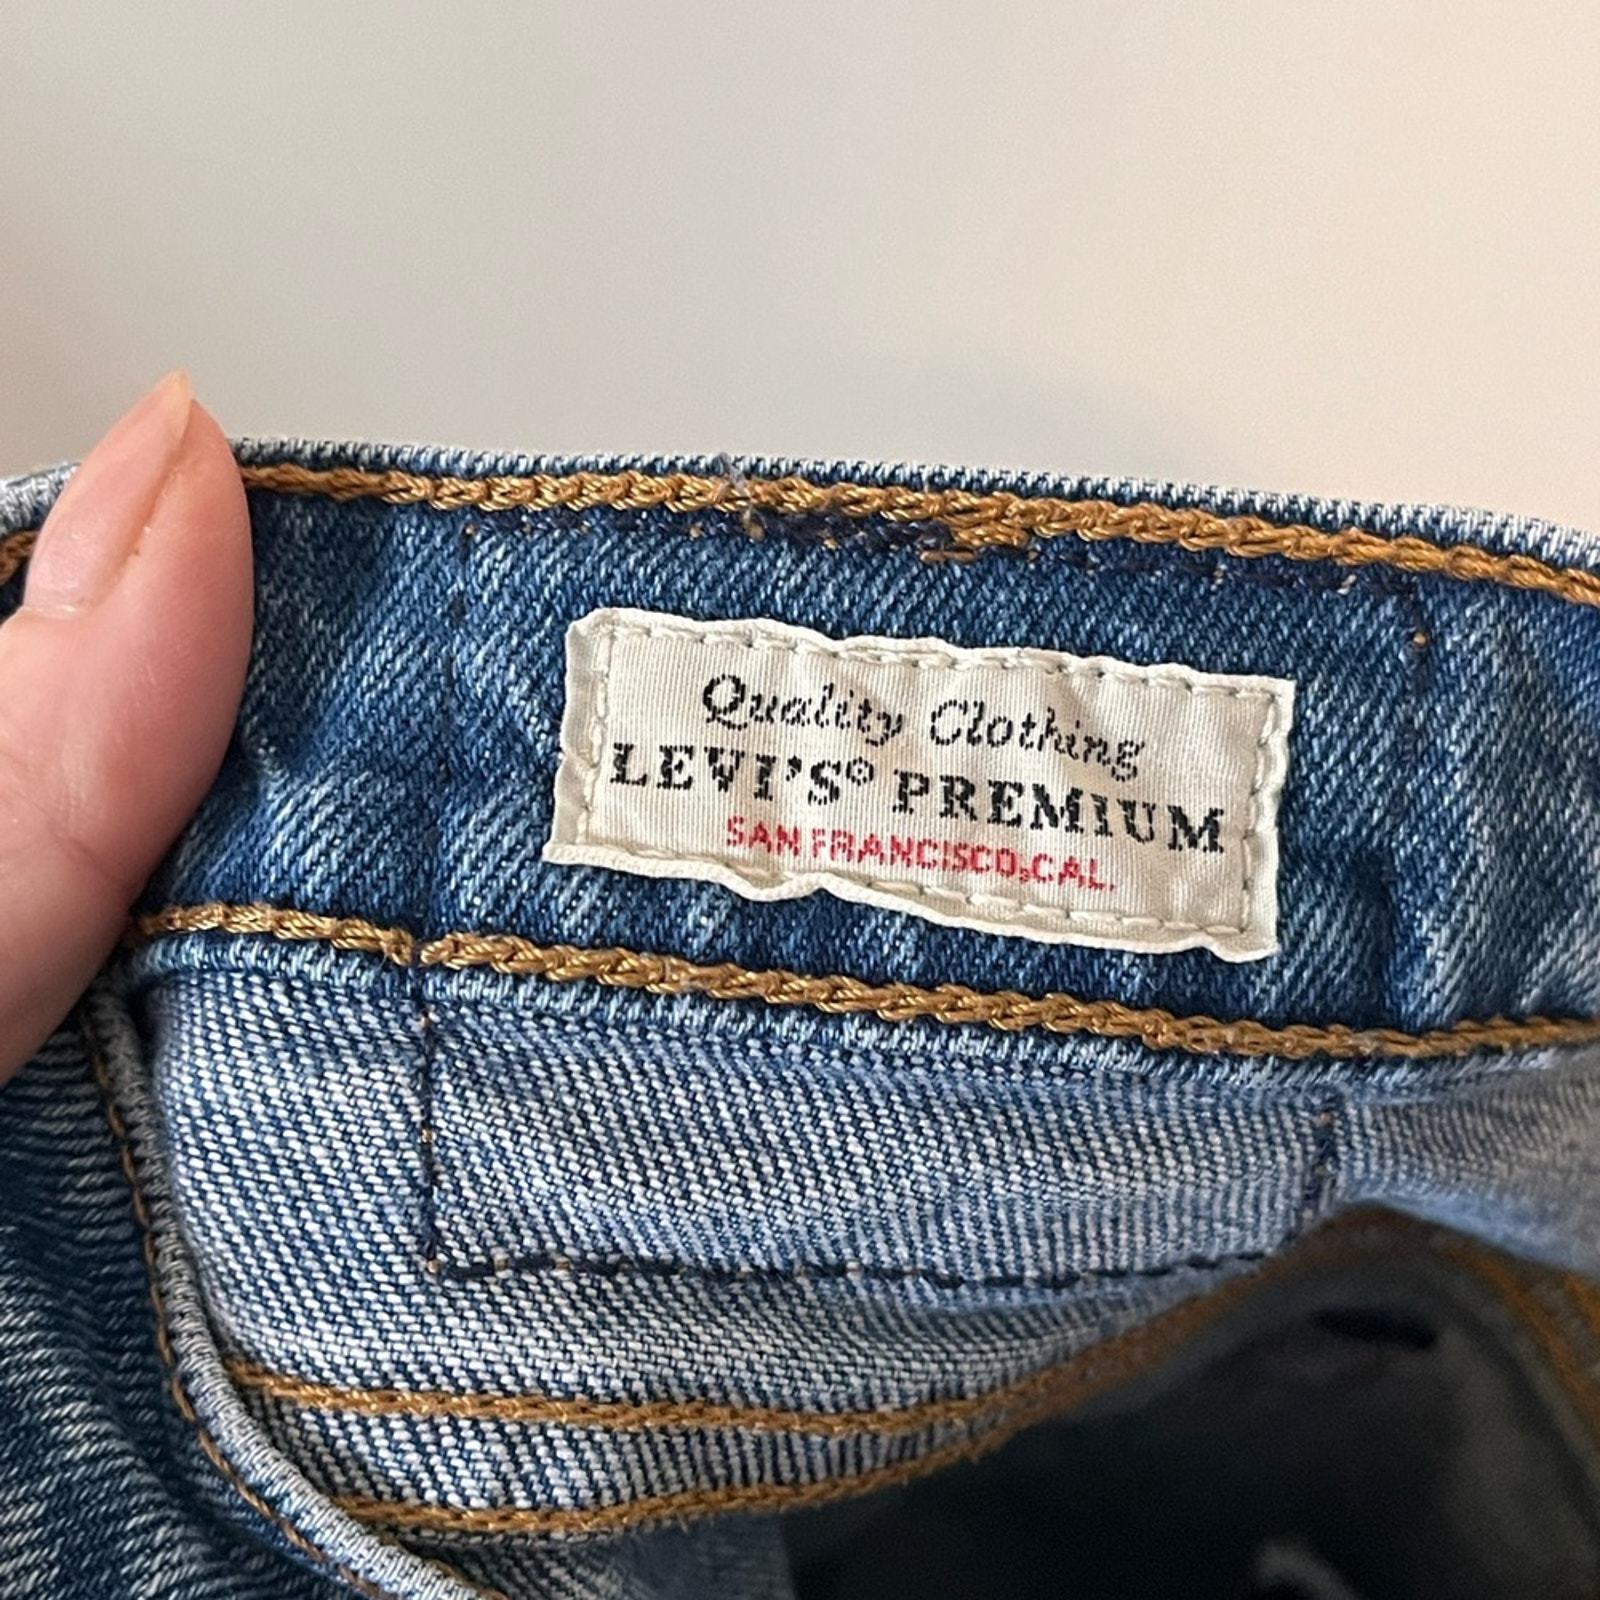 Quality Clothing
LEVI'S® PREMIUM
SAN FRANCISCO,CAL.